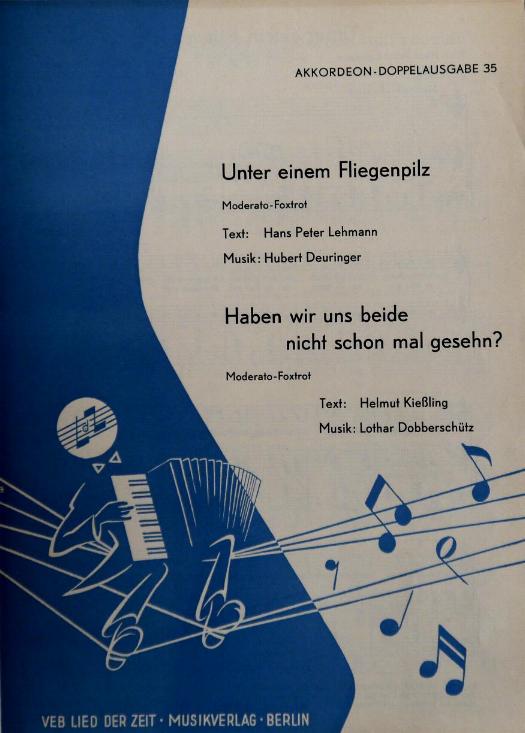 AKKORDEON-DOPPELAUSGABE 35
Unter einem Fliegenpilz
Moderato-Foxtrot
Text: Hans Peter Lehmann
Musik: Hubert Deuringer
Haben wir uns beide
nicht schon mal gesehn?
Moderato-Foxtrot
Text: Helmut Kießling
Musik: Lothar Dobberschütz
VEB LIED DER ZEIT · MUSIKVERLAG · BERLIN